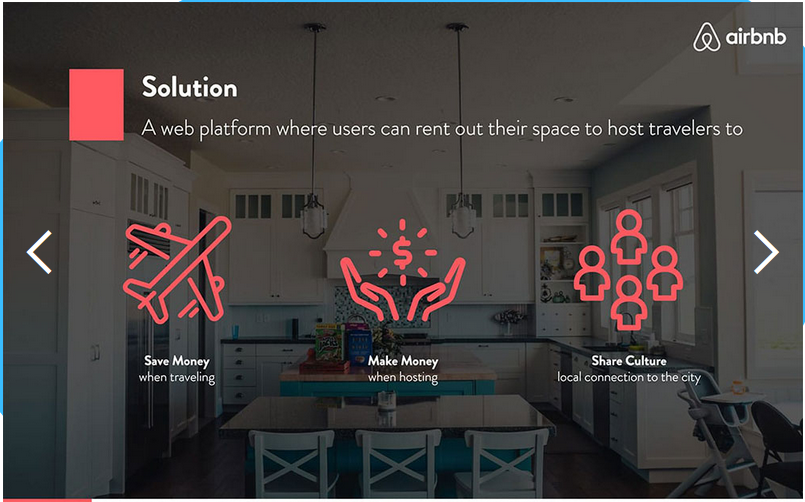 airbnb
Solution
A web platform where users can rent out their space to host travelers to
Save Money
when traveling
Make Money
when hosting
Share Culture
local connection to the city